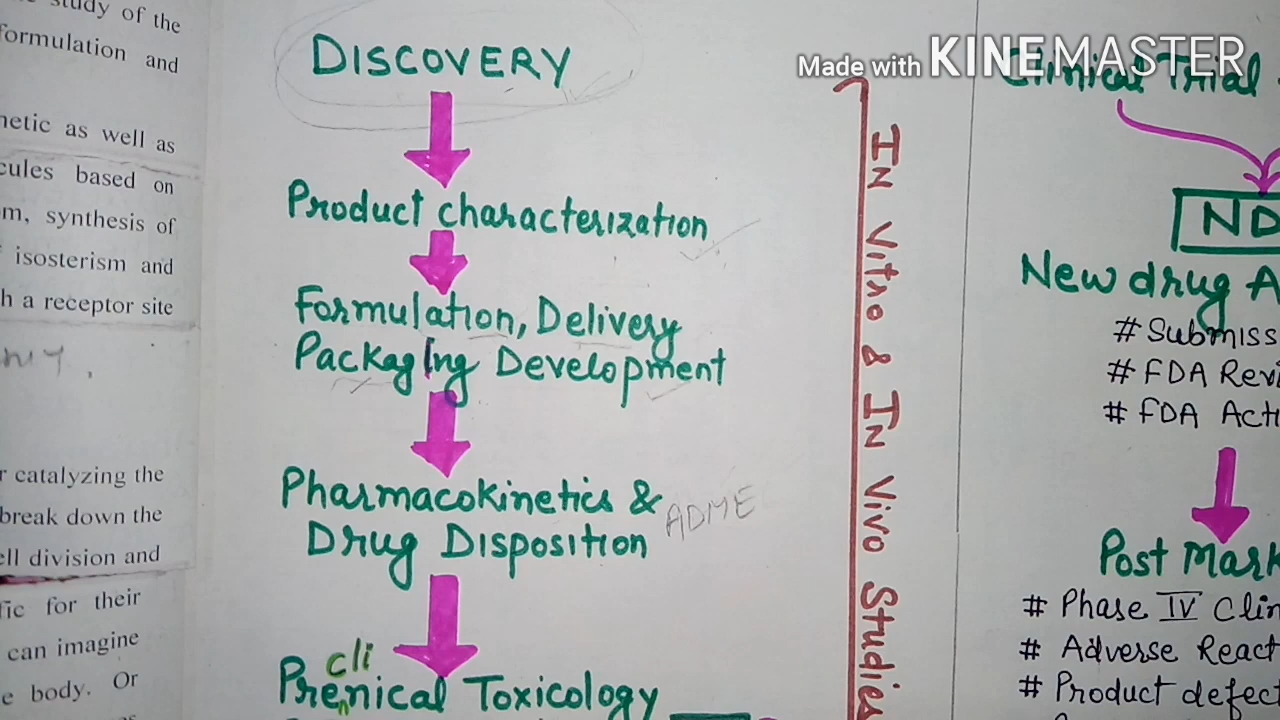 study of the
formulation and
netic as well as
cules based on
m, synthesis of
isosterism and
h a receptor site
r catalyzing the
break down the
ell division and
fic for their
can imagine
e body. Or
DISCOVERY
Product characterization
Formulation, Delivery
Packaging Development
Pharmacokinetics &
Drug Disposition
ADME
cli
Prenical Toxicology
IN Vitro & IN Vivo Studies
Made with KINEMASTER
Clinical Trial
ND
New drug A
# Submiss
# FDA Revi
# FDA Acti
Post Mark
# Phase IV Clin
# Adverse React
# Product defect